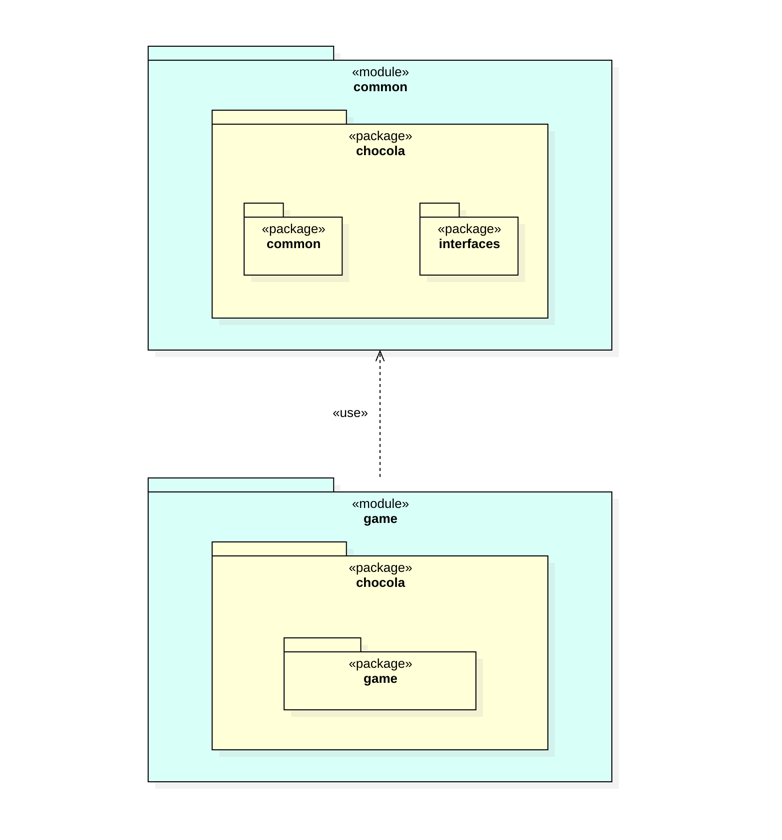 «module»
common
«package»
chocola
«package»
common
«package»
interfaces
«use»
«module»
game
«package»
chocola
«package»
game